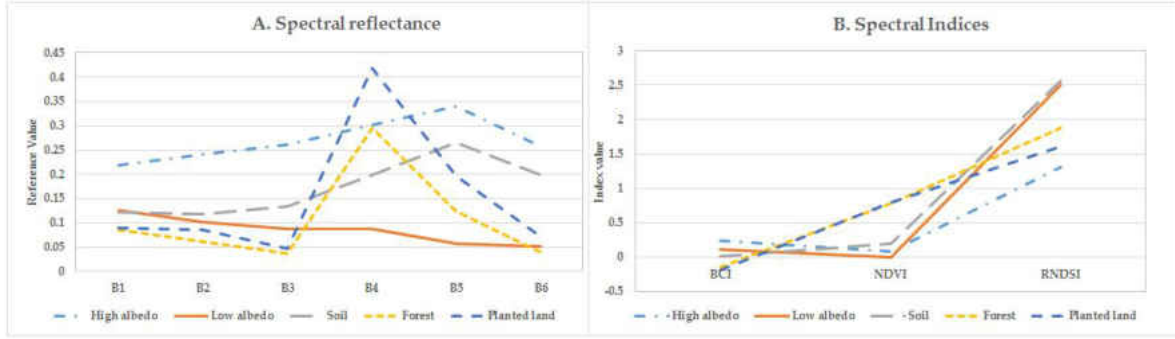 A. Spectral reflectance
Reference Value
0.45
0.4
0.35
0.3
0.25
0.2
0.15
0.1
0.05
0
B1 B2 B3 B4 B5 B6
High albedo Low albedo Soil Forest Planted land
B. Spectral Indices
Index value
3
2.5
2
1.5
1
0.5
0
-0.5
BCI NDVI RNDSI
High albedo Low albedo Soil Forest Planted land